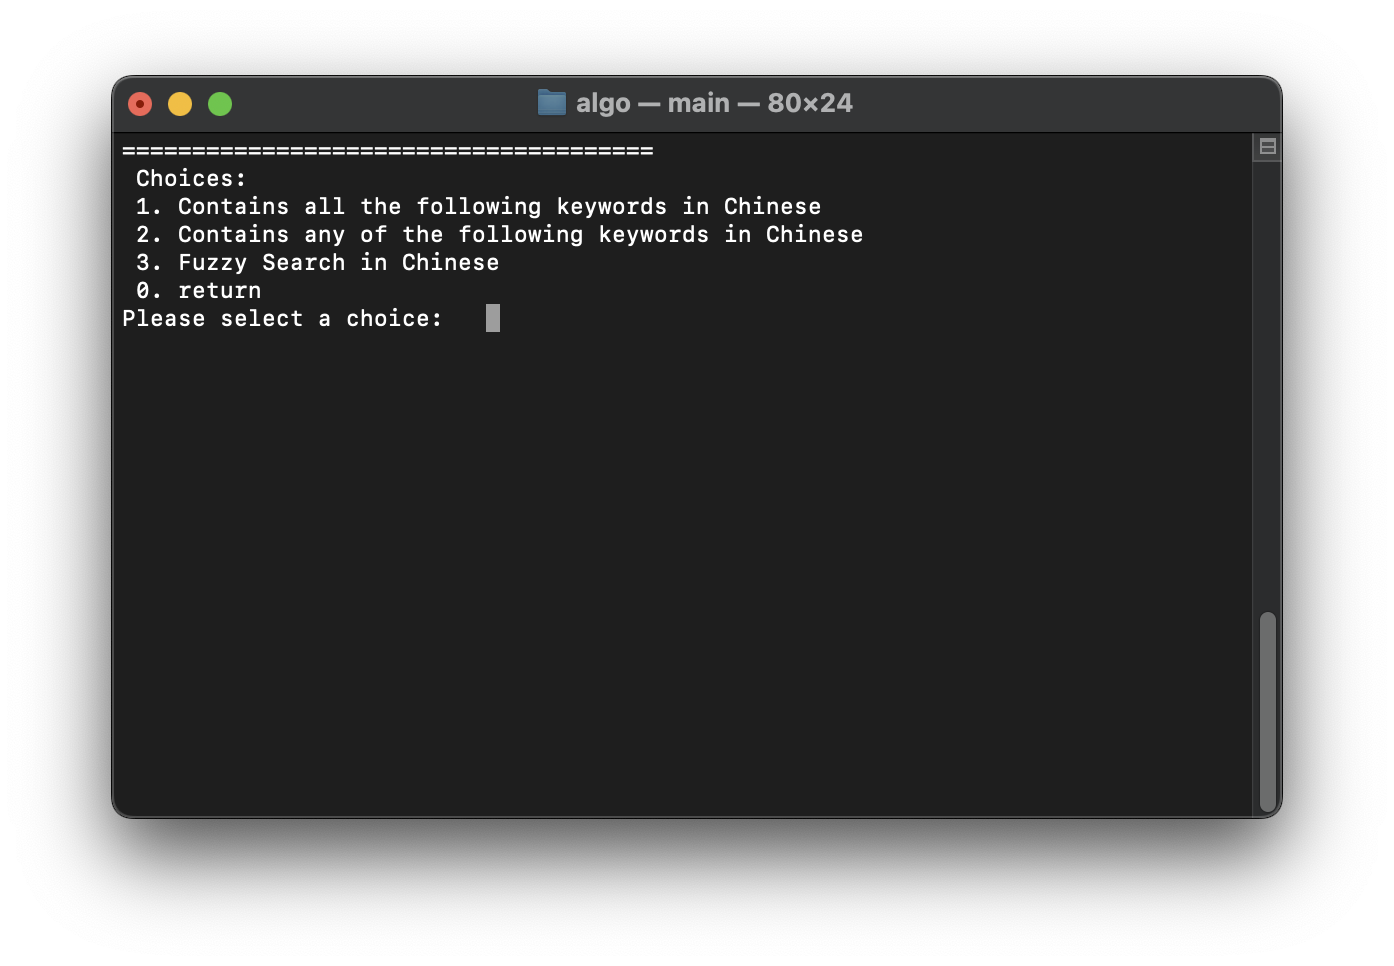 algo — main — 80×24
======================================
Choices:
1. Contains all the following keywords in Chinese
2. Contains any of the following keywords in Chinese
3. Fuzzy Search in Chinese
0. return
Please select a choice: